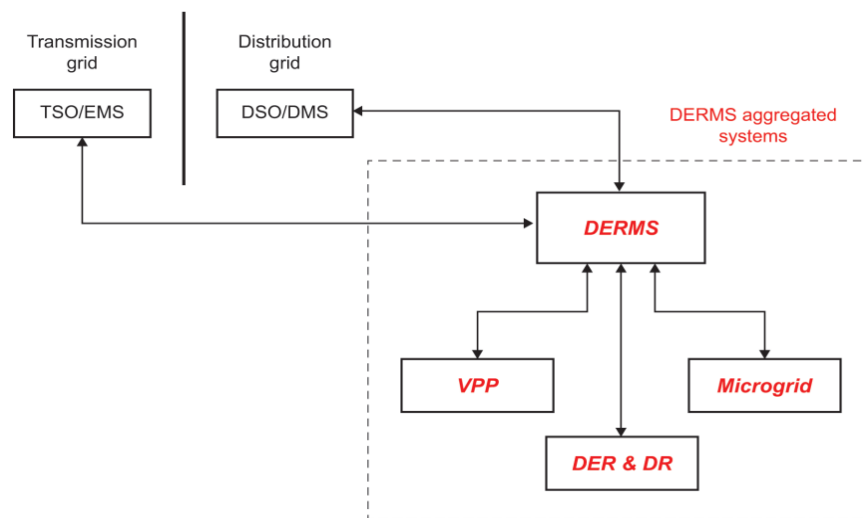 Transmission
grid
Distribution
grid
TSO/EMS
DSO/DMS
DERMS aggregated
systems
DERMS
VPP
Microgrid
DER & DR